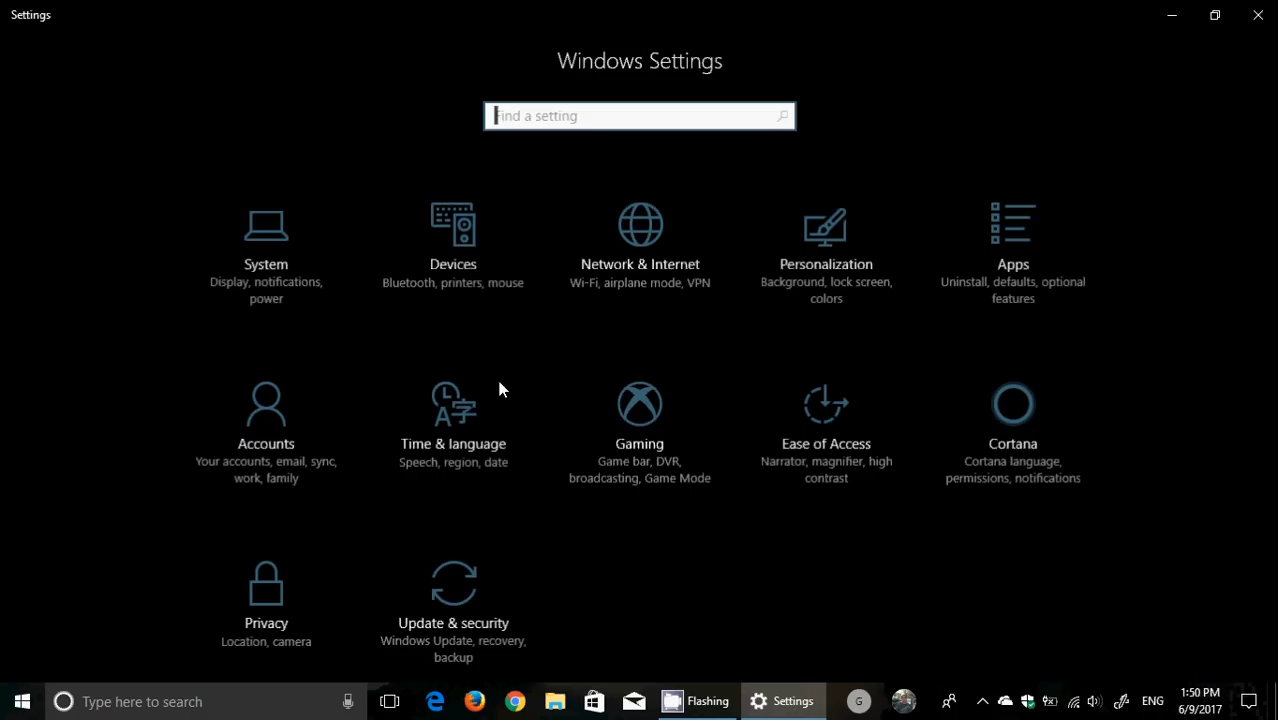 Settings
Windows Settings
Find a setting
System
Display, notifications,
power
Devices
Bluetooth, printers, mouse
Network & Internet
Wi-Fi, airplane mode, VPN
Personalization
Background, lock screen,
colors
Apps
Uninstall, defaults, optional
features
Accounts
Your accounts, email, sync,
work, family
Time & language
Speech, region, date
Gaming
Game bar, DVR,
broadcasting, Game Mode
Ease of Access
Narrator, magnifier, high
contrast
Cortana
Cortana language,
permissions, notifications
Privacy
Location, camera
Update & security
Windows Update, recovery,
backup
Type here to search
Flashing
Settings
G
ENG
1:50 PM
6/9/2017